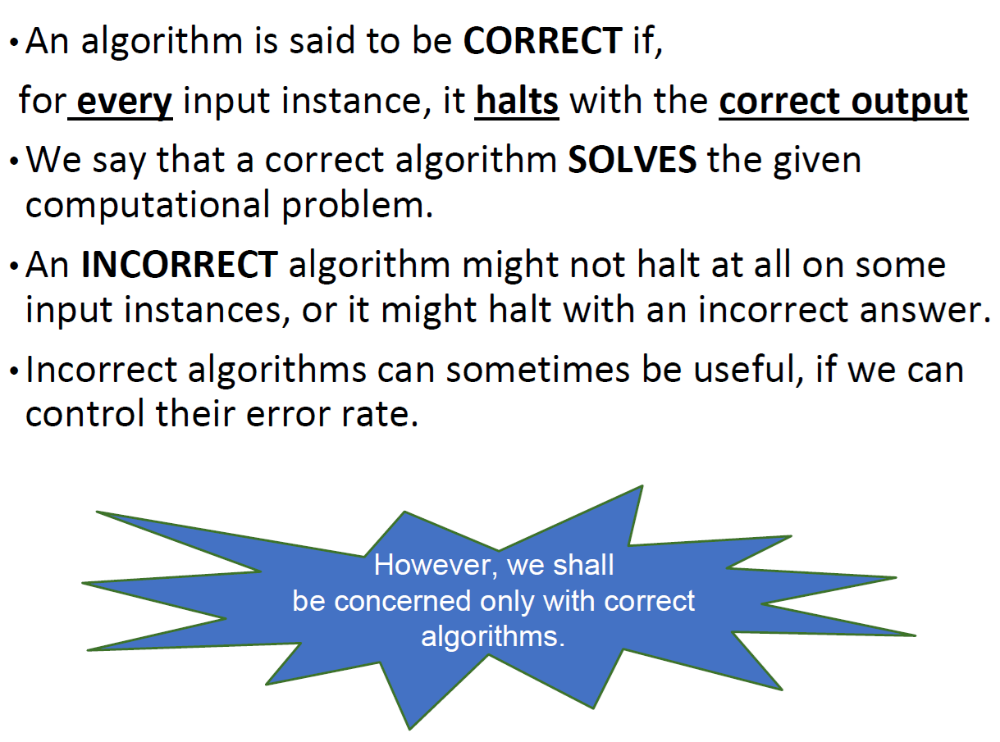 • An algorithm is said to be CORRECT if,
for every input instance, it halts with the correct output
• We say that a correct algorithm SOLVES the given
computational problem.
• An INCORRECT algorithm might not halt at all on some
input instances, or it might halt with an incorrect answer.
• Incorrect algorithms can sometimes be useful, if we can
control their error rate.
However, we shall
be concerned only with correct
algorithms.